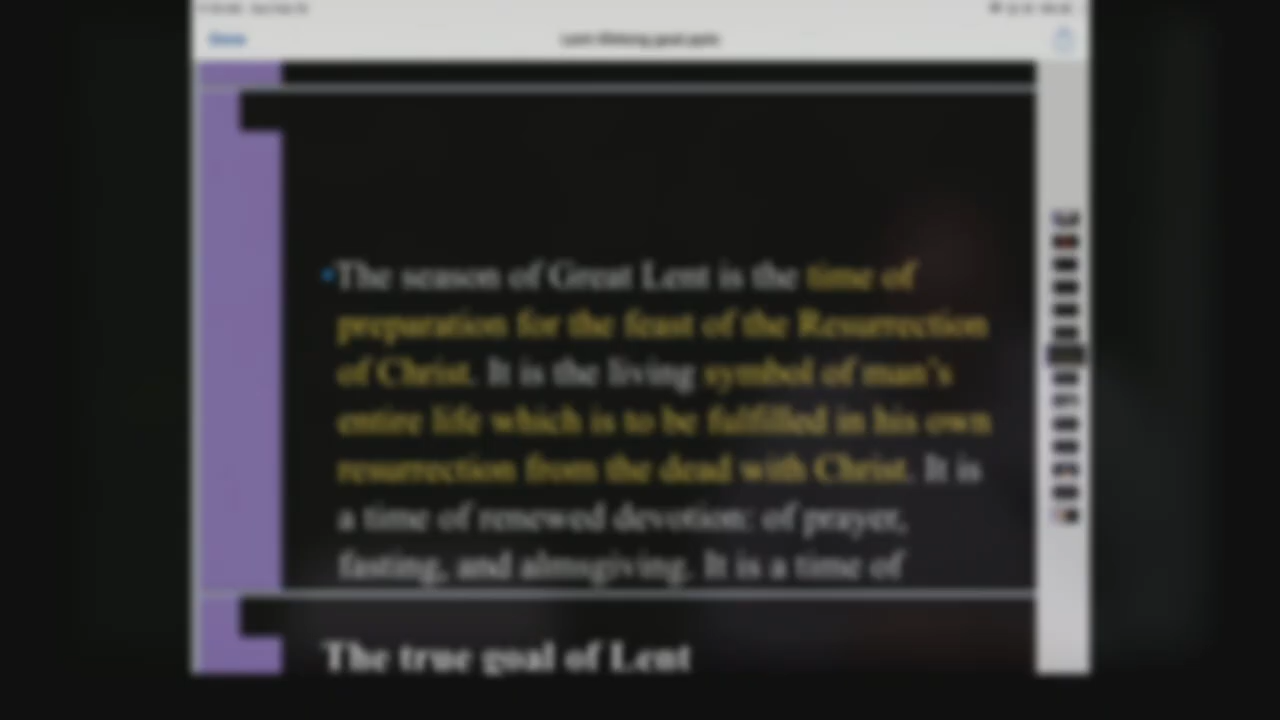 Done
•The season of Great Lent is the time of
preparation for the feast of the Resurrection
of Christ. It is the living symbol of man's
entire life which is to be fulfilled in his own
resurrection from the dead with Christ. It is
a time of renewed devotion: of prayer,
fasting, and almsgiving. It is a time of
The true goal of Lent